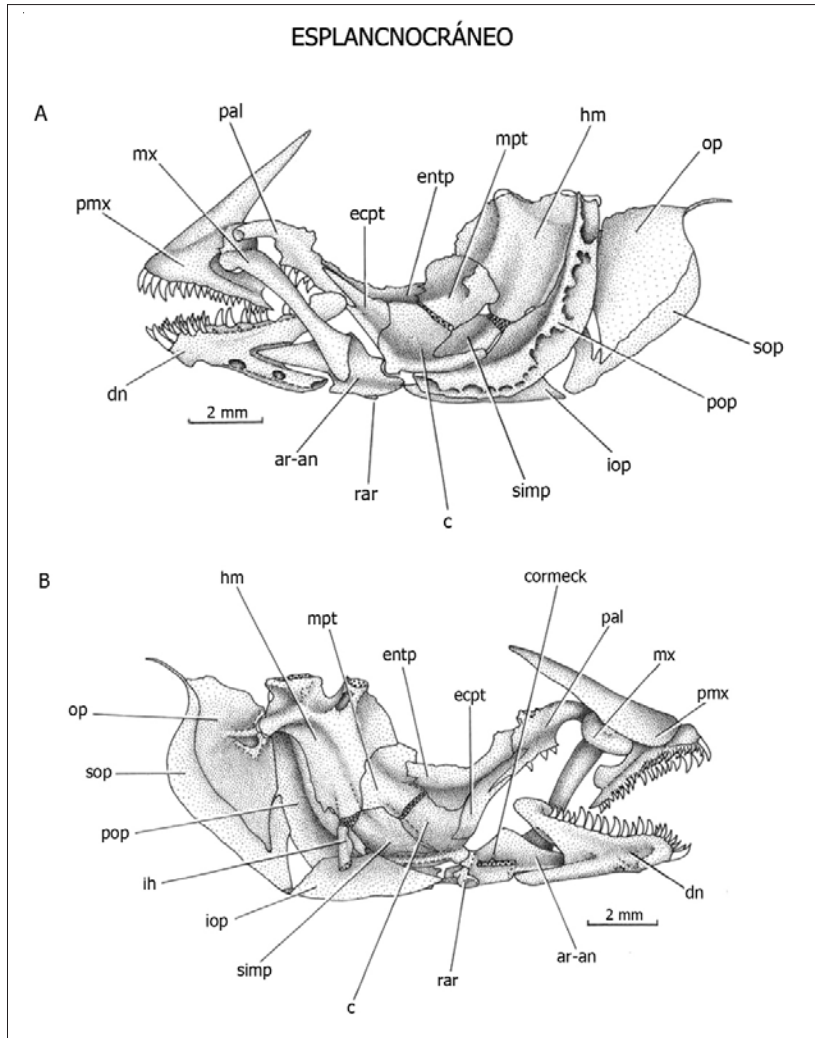 ESPLANCNOCRÁNEO
A
pal
hm
mx
mpt
op
entp
pmx
ecpt
dn
sop
2 mm
pop
ar-an
iop
rar
simp
c
B
hm
cormeck
mpt
pal
entp
mx
op
ecpt
pmx
sop
pop
ih
dn
iop
2 mm
simp
ar-an
rar
c